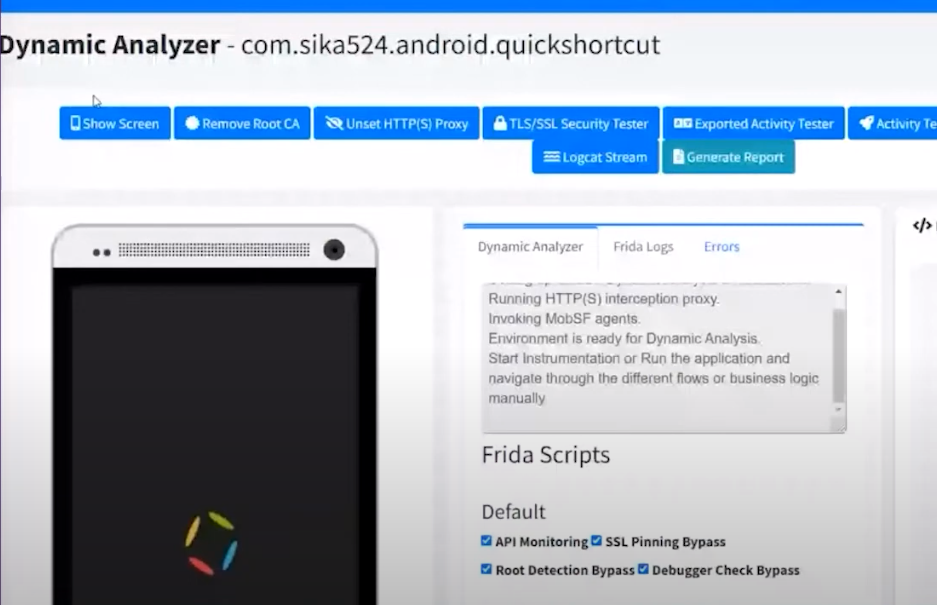 Dynamic Analyzer - com.sika524.android.quickshortcut
Show Screen Remove Root CA Unset HTTP(S) Proxy TLS/SSL Security Tester Exported Activity Tester Activity Te
Logcat Stream Generate Report
Dynamic Analyzer Frida Logs Errors
Running HTTP(S) interception proxy.
Invoking MobSF agents.
Environment is ready for Dynamic Analysis.
Start Instrumentation or Run the application and
navigate through the different flows or business logic
manually
Frida Scripts
Default
API Monitoring SSL Pinning Bypass
Root Detection Bypass Debugger Check Bypass